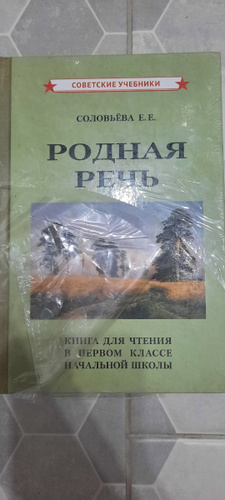 СОВЕТСКИЕ УЧЕБНИКИ
СОЛОВЬЁВА Е.Е.
РОДНАЯ
РЕЧЬ
КНИГА ДЛЯ ЧТЕНИЯ
В ПЕРВОМ КЛАССЕ
НАЧАЛЬНОЙ ШКОЛЫ